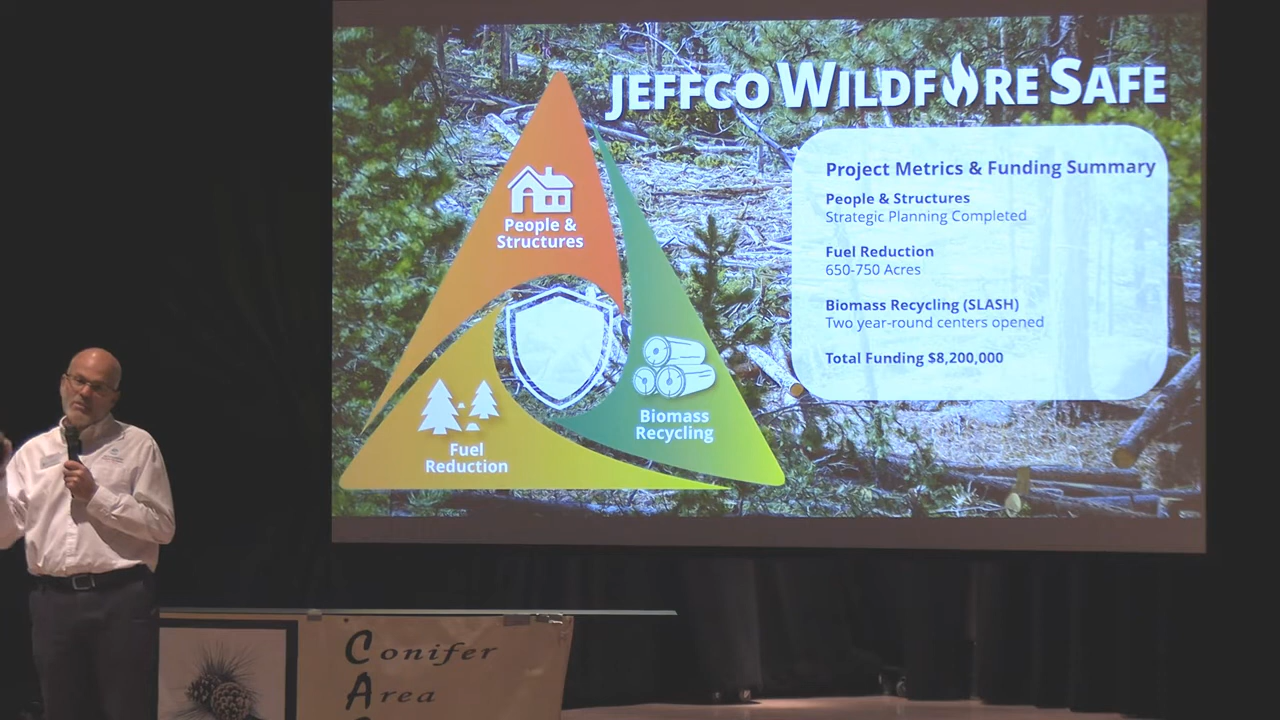 JEFFCO WILDFIRE SAFE
People &
Structures
Fuel
Reduction
Biomass
Recycling
Project Metrics & Funding Summary
People & Structures
Strategic Planning Completed
Fuel Reduction
650-750 Acres
Biomass Recycling (SLASH)
Two year-round centers opened
Total Funding $8,200,000
Conifer
Area